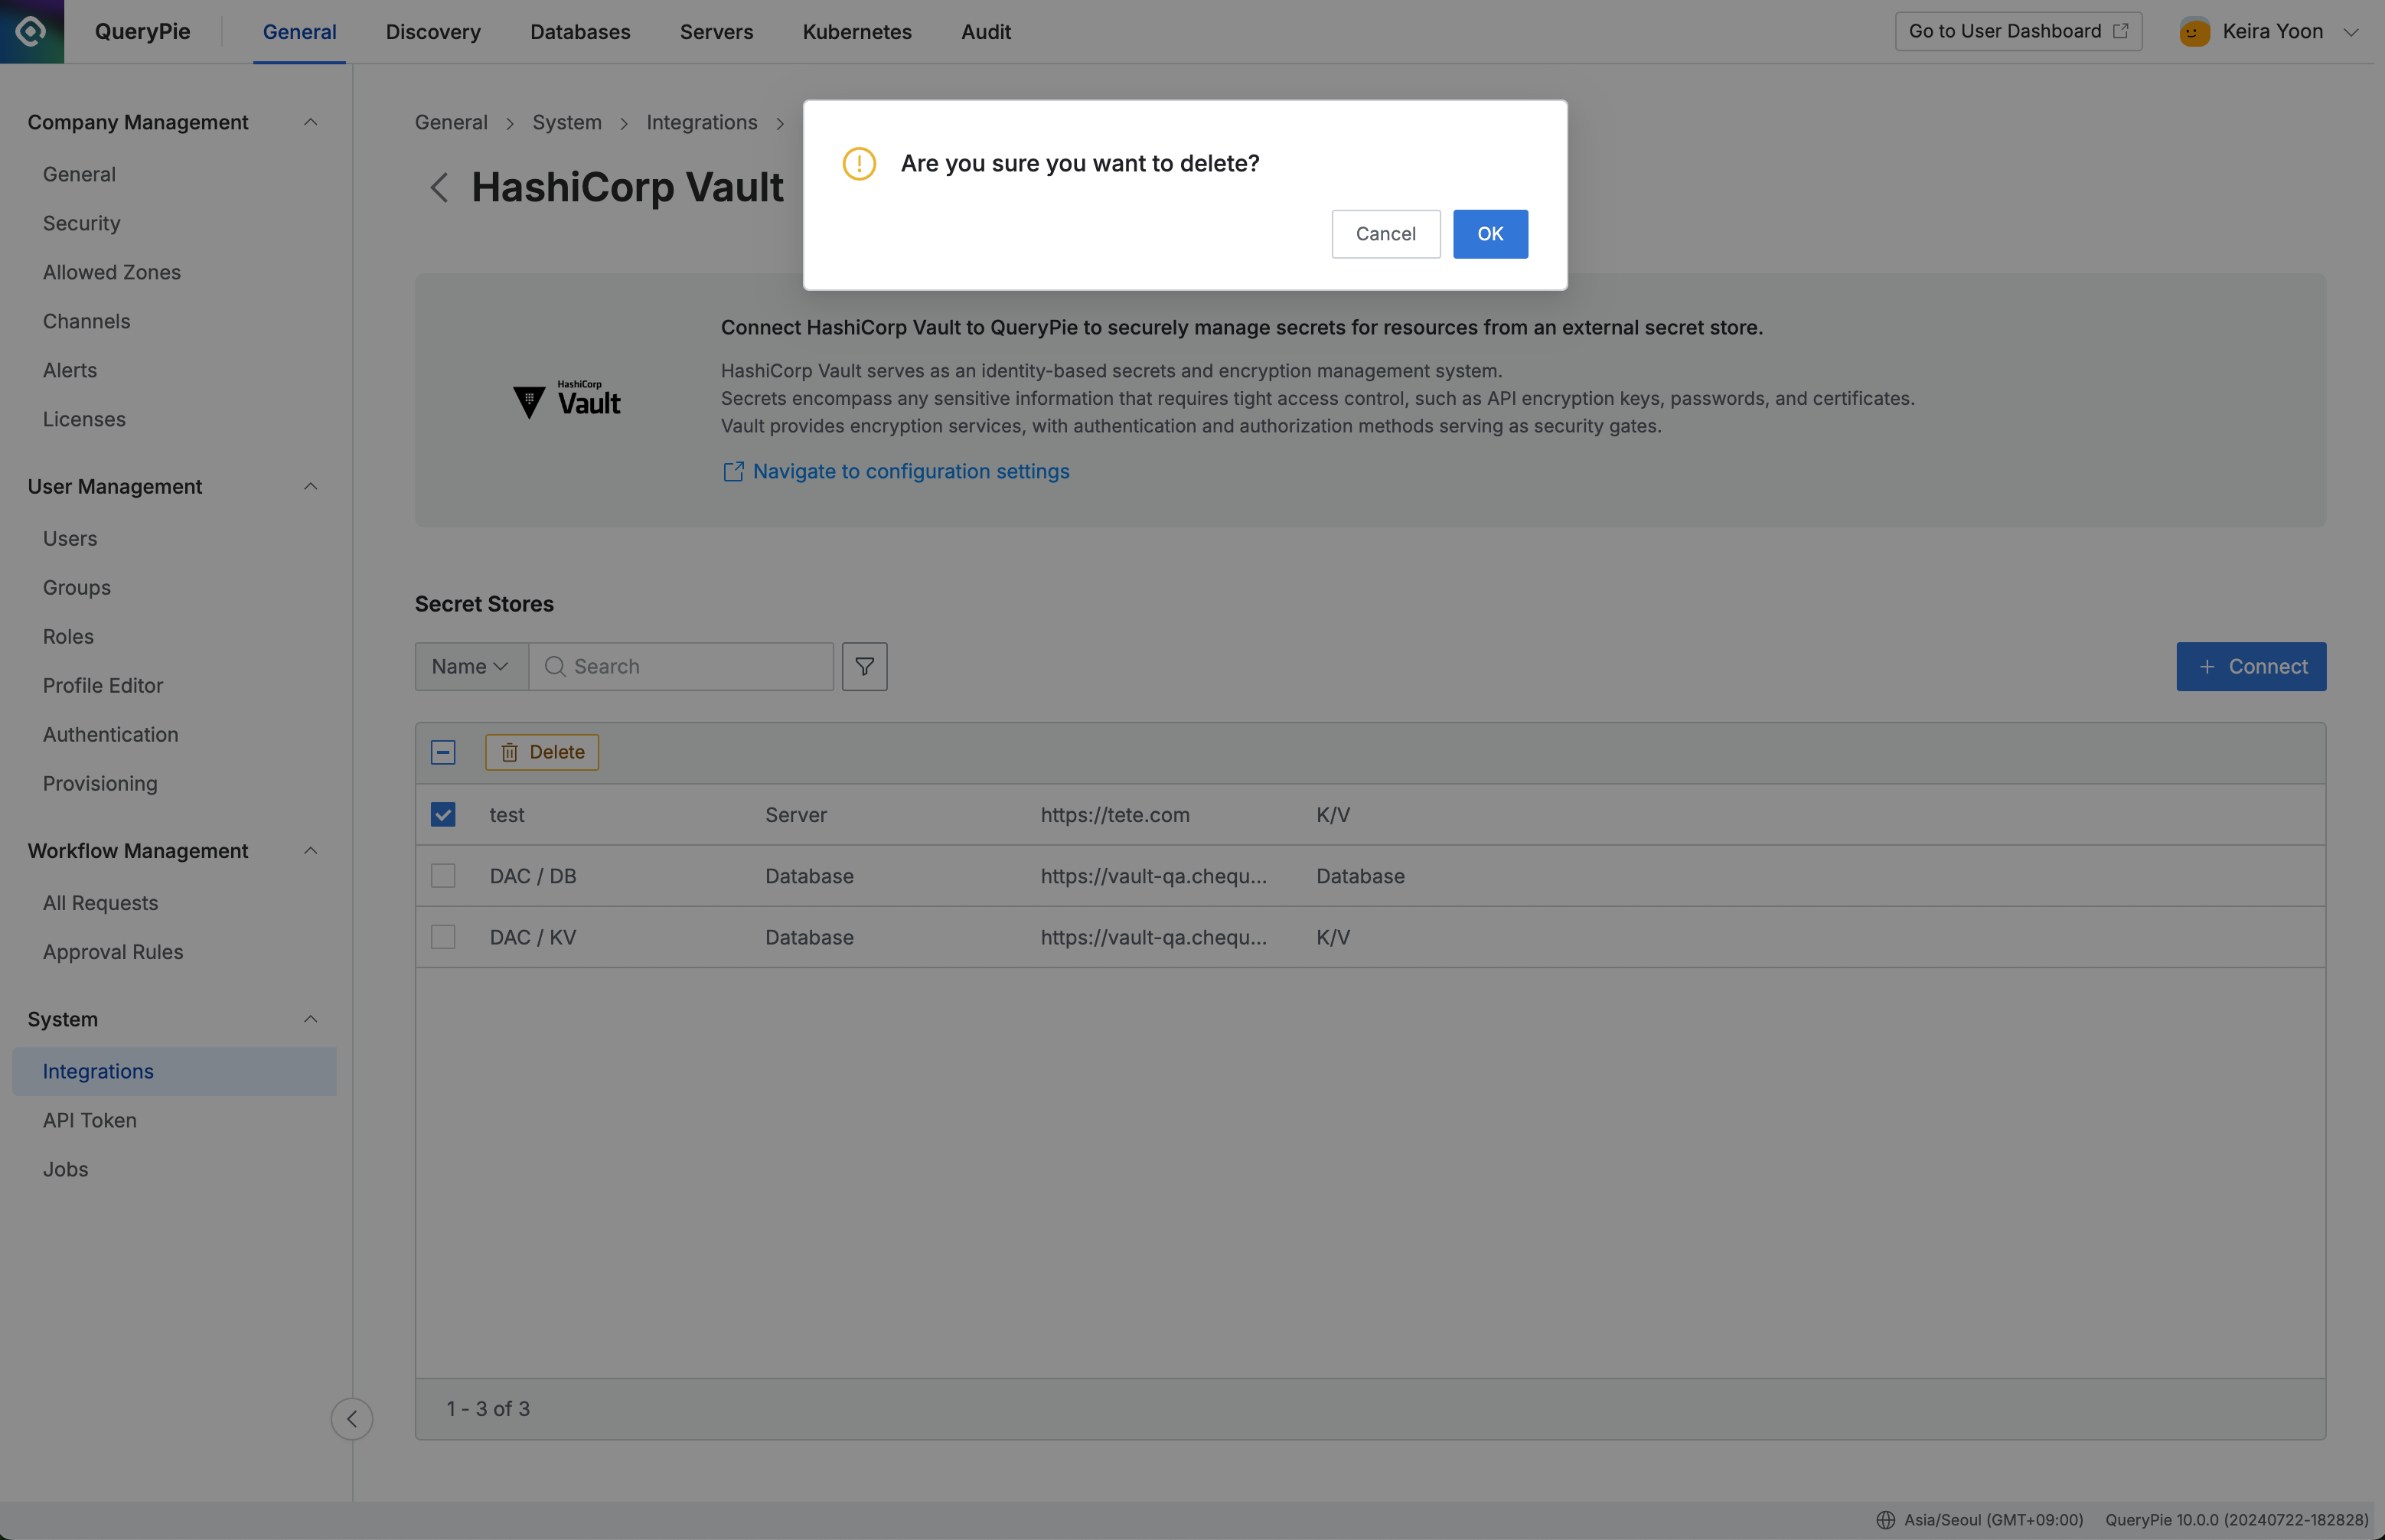 QueryPie
General
Discovery
Databases
Servers
Kubernetes
Audit
Go to User Dashboard
Keira Yoon
Company Management
General
Security
Allowed Zones
Channels
Alerts
Licenses
User Management
Users
Groups
Roles
Profile Editor
Authentication
Provisioning
Workflow Management
All Requests
Approval Rules
System
Integrations
API Token
Jobs
General > System > Integrations >
HashiCorp Vault
Are you sure you want to delete?
Cancel
OK
HashiCorp
Vault
Connect HashiCorp Vault to QueryPie to securely manage secrets for resources from an external secret store.
HashiCorp Vault serves as an identity-based secrets and encryption management system.
Secrets encompass any sensitive information that requires tight access control, such as API encryption keys, passwords, and certificates.
Vault provides encryption services, with authentication and authorization methods serving as security gates.
Navigate to configuration settings
Secret Stores
Name
Search
+ Connect
Delete
test Server https://tete.com K/V
DAC / DB Database https://vault-qa.chequ... Database
DAC / KV Database https://vault-qa.chequ... K/V
1 - 3 of 3
Asia/Seoul (GMT+09:00) QueryPie 10.0.0 (20240722-182828)